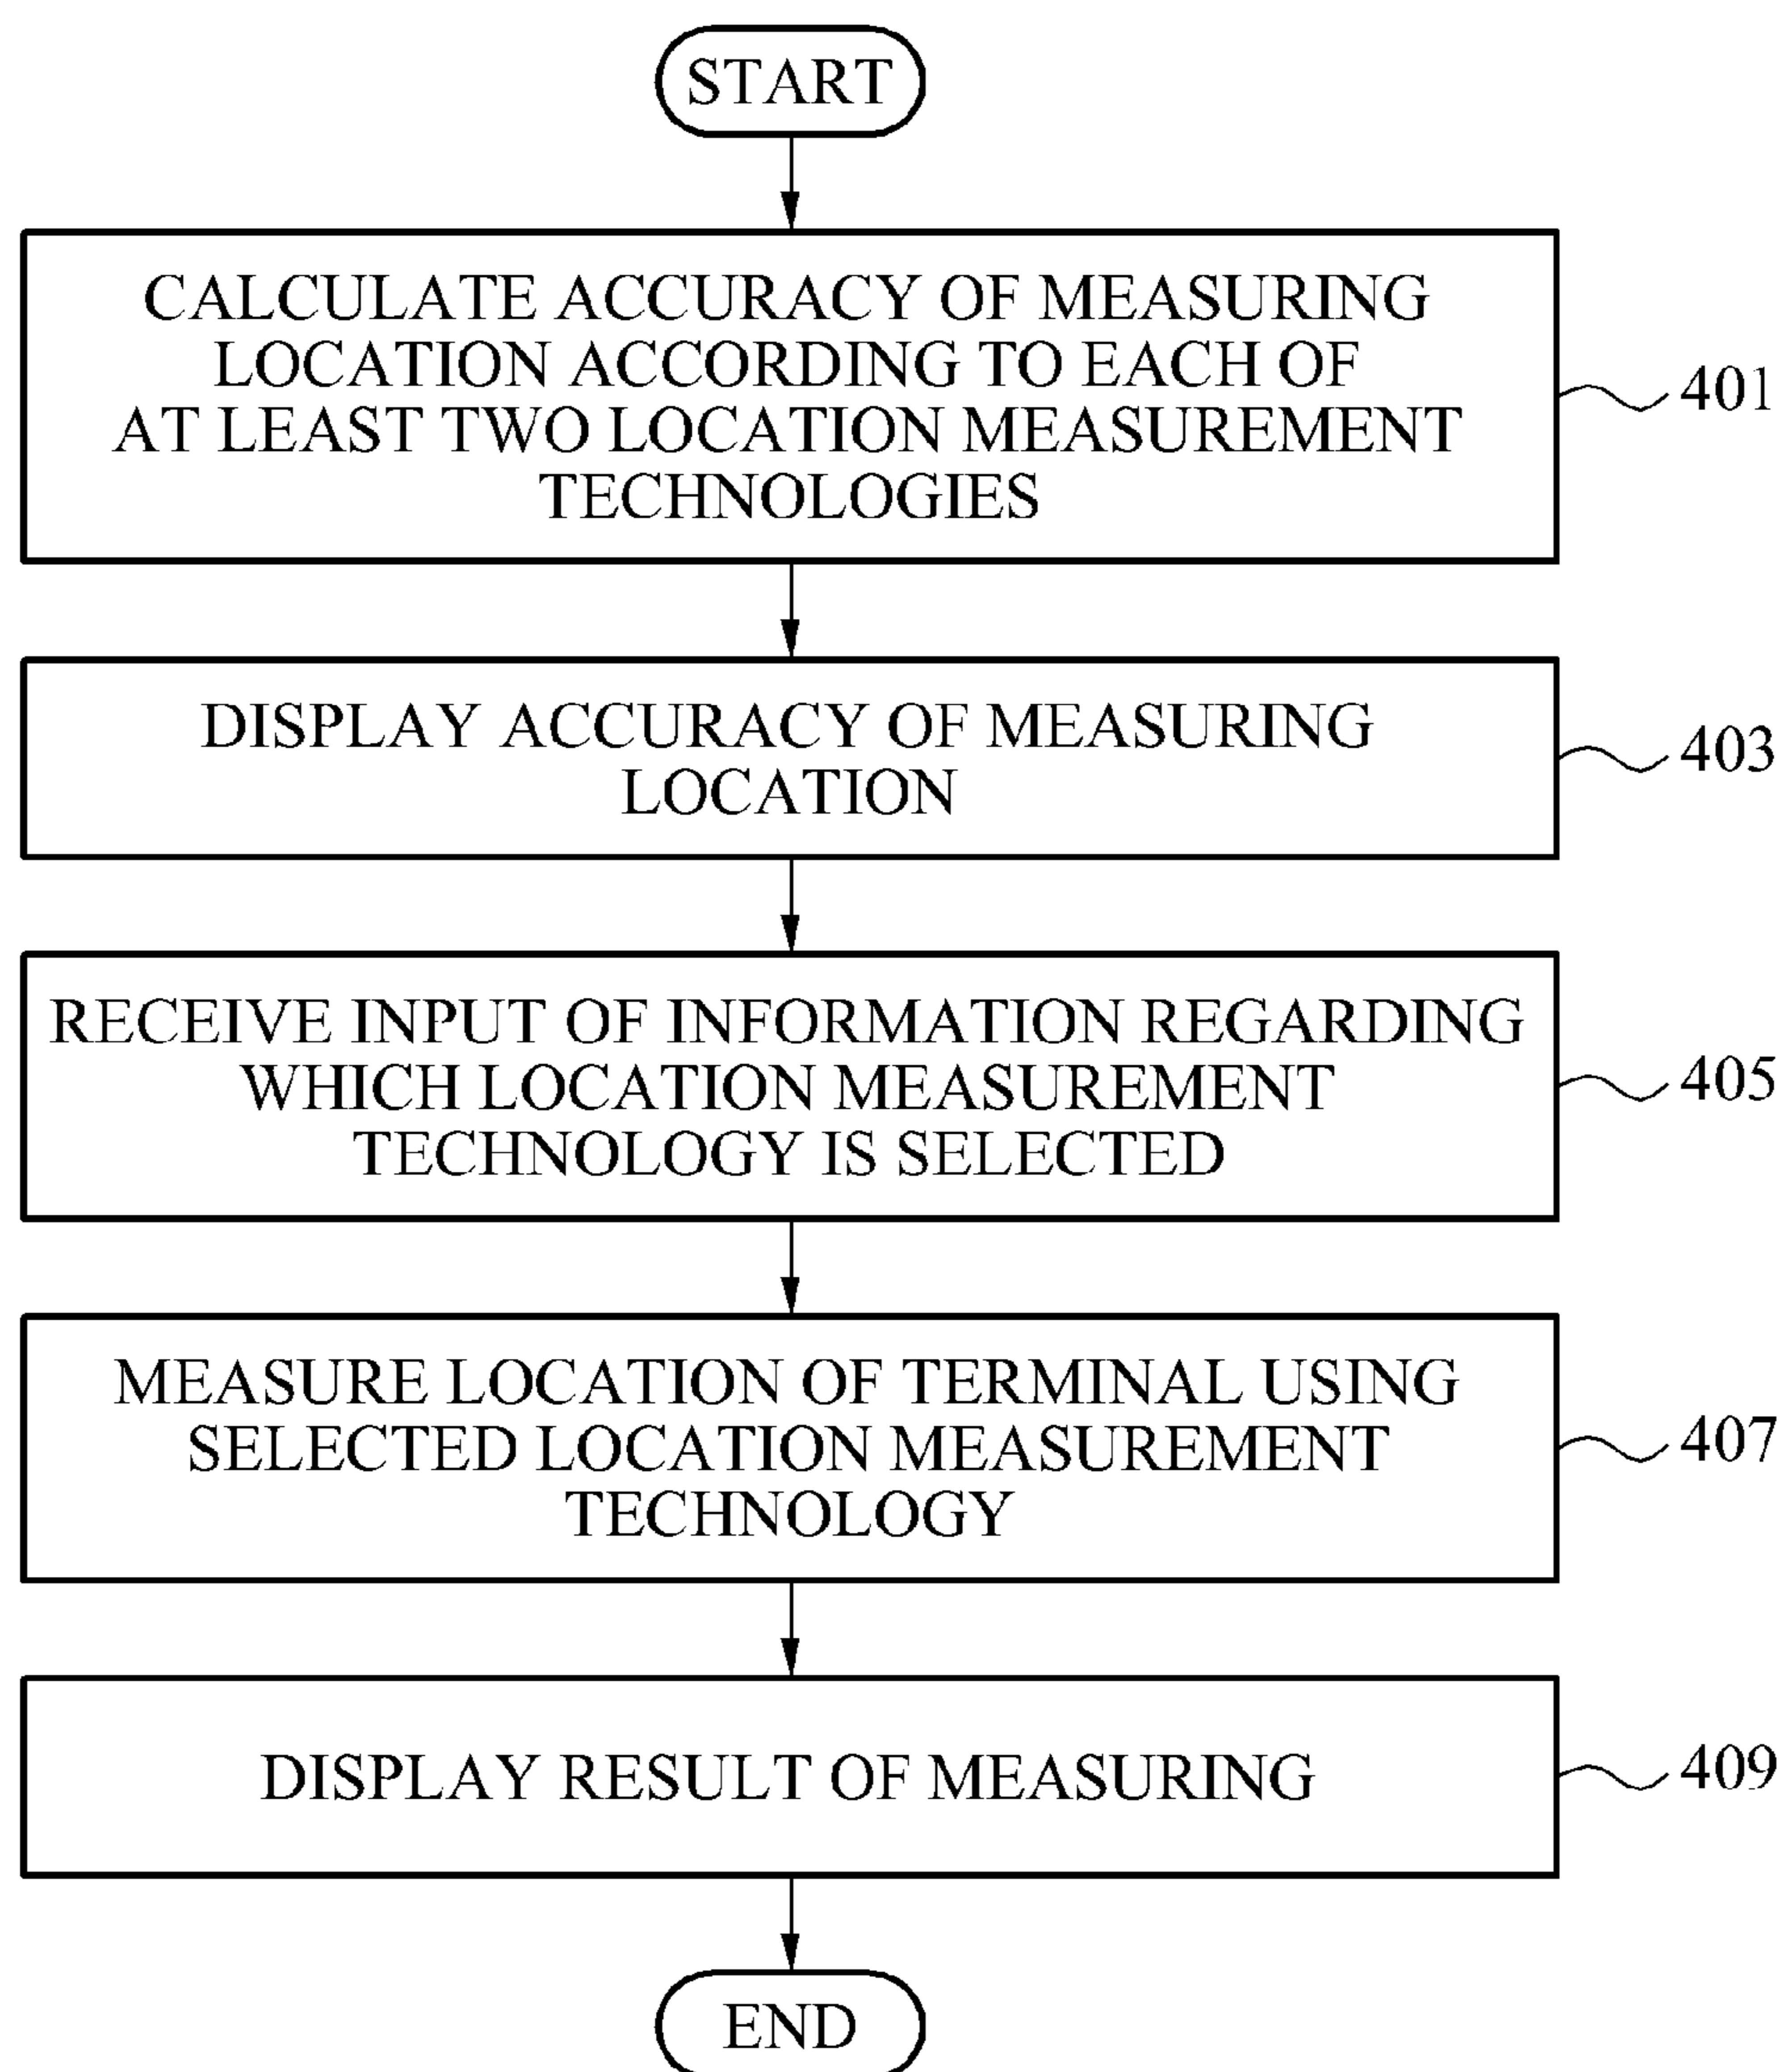 START
CALCULATE ACCURACY OF MEASURING
LOCATION ACCORDING TO EACH OF
AT LEAST TWO LOCATION MEASUREMENT
TECHNOLOGIES
401
DISPLAY ACCURACY OF MEASURING
LOCATION
403
RECEIVE INPUT OF INFORMATION REGARDING
WHICH LOCATION MEASUREMENT
TECHNOLOGY IS SELECTED
405
MEASURE LOCATION OF TERMINAL USING
SELECTED LOCATION MEASUREMENT
TECHNOLOGY
407
DISPLAY RESULT OF MEASURING
409
END